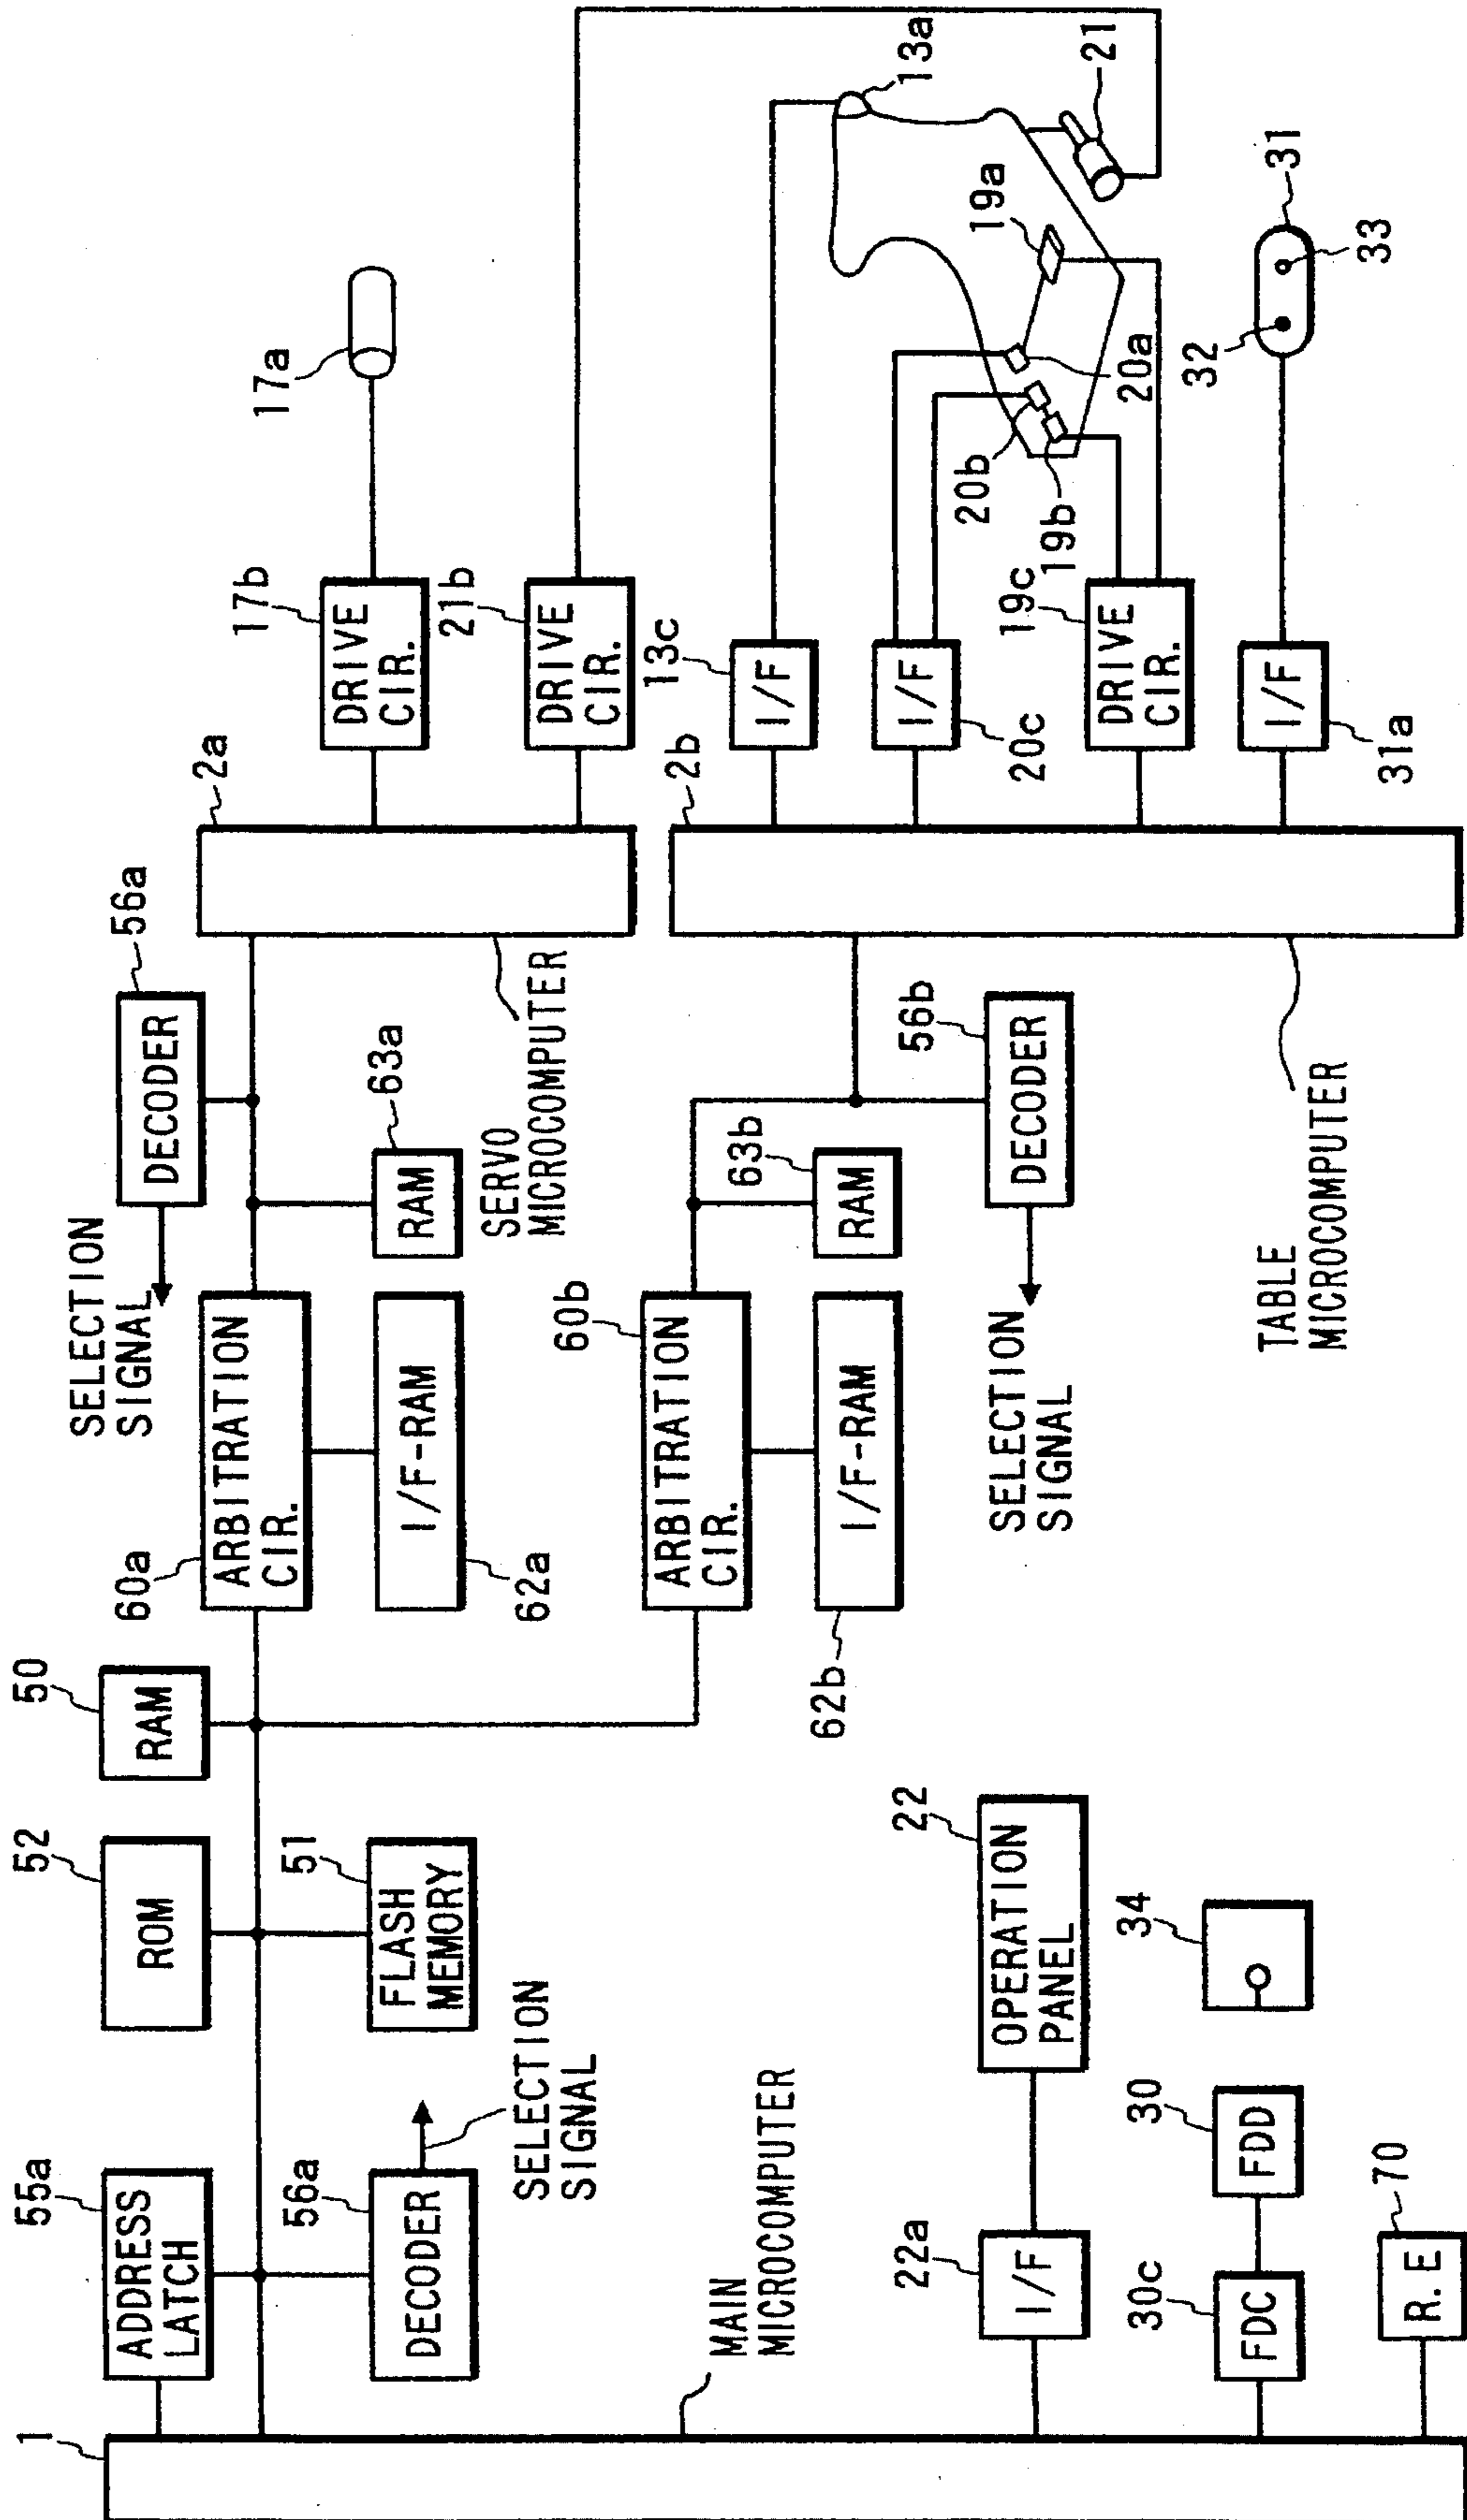 1
55a
ADDRESS
LATCH
52
ROM
50
RAM
56a
DECODER
SELECTION
SIGNAL
51
FLASH
MEMORY
60a
ARBITRATION
CIR.
62a
I/F-RAM
SELECTION
SIGNAL
56a
DECODER
63a
RAM
SERVO
MICROCOMPUTER
2a
17b
DRIVE
CIR.
17a
21b
DRIVE
CIR.
MAIN
MICROCOMPUTER
60b
ARBITRATION
CIR.
62b
I/F-RAM
63b
RAM
56b
DECODER
SELECTION
SIGNAL
TABLE
MICROCOMPUTER
2b
13c
I/F
13a
I/F
20c
20b
20a
19b
19a
21
19c
DRIVE
CIR.
I/F
31a
32
33
31
22a
I/F
22
OPERATION
PANEL
30c
FDC
30
FDD
34
70
R.E